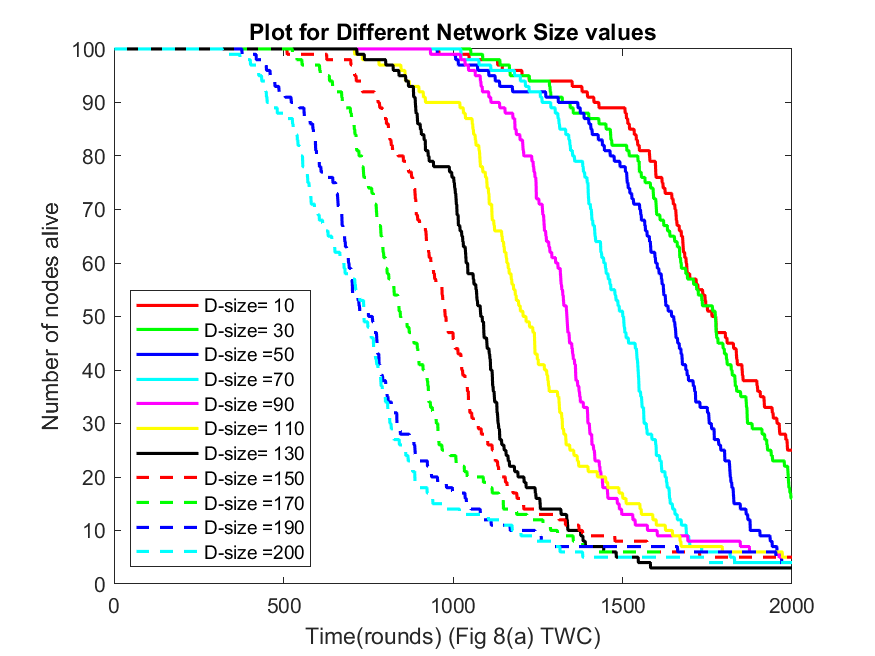 Plot for Different Network Size values
100
90
80
70
60
50
40
30
20
10
0
Number of nodes alive
D-size= 10
D-size= 30
D-size =50
D-size =70
D-size =90
D-size= 110
D-size= 130
D-size =150
D-size =170
D-size =190
D-size =200
0 500 1000 1500 2000
Time(rounds) (Fig 8(a) TWC)